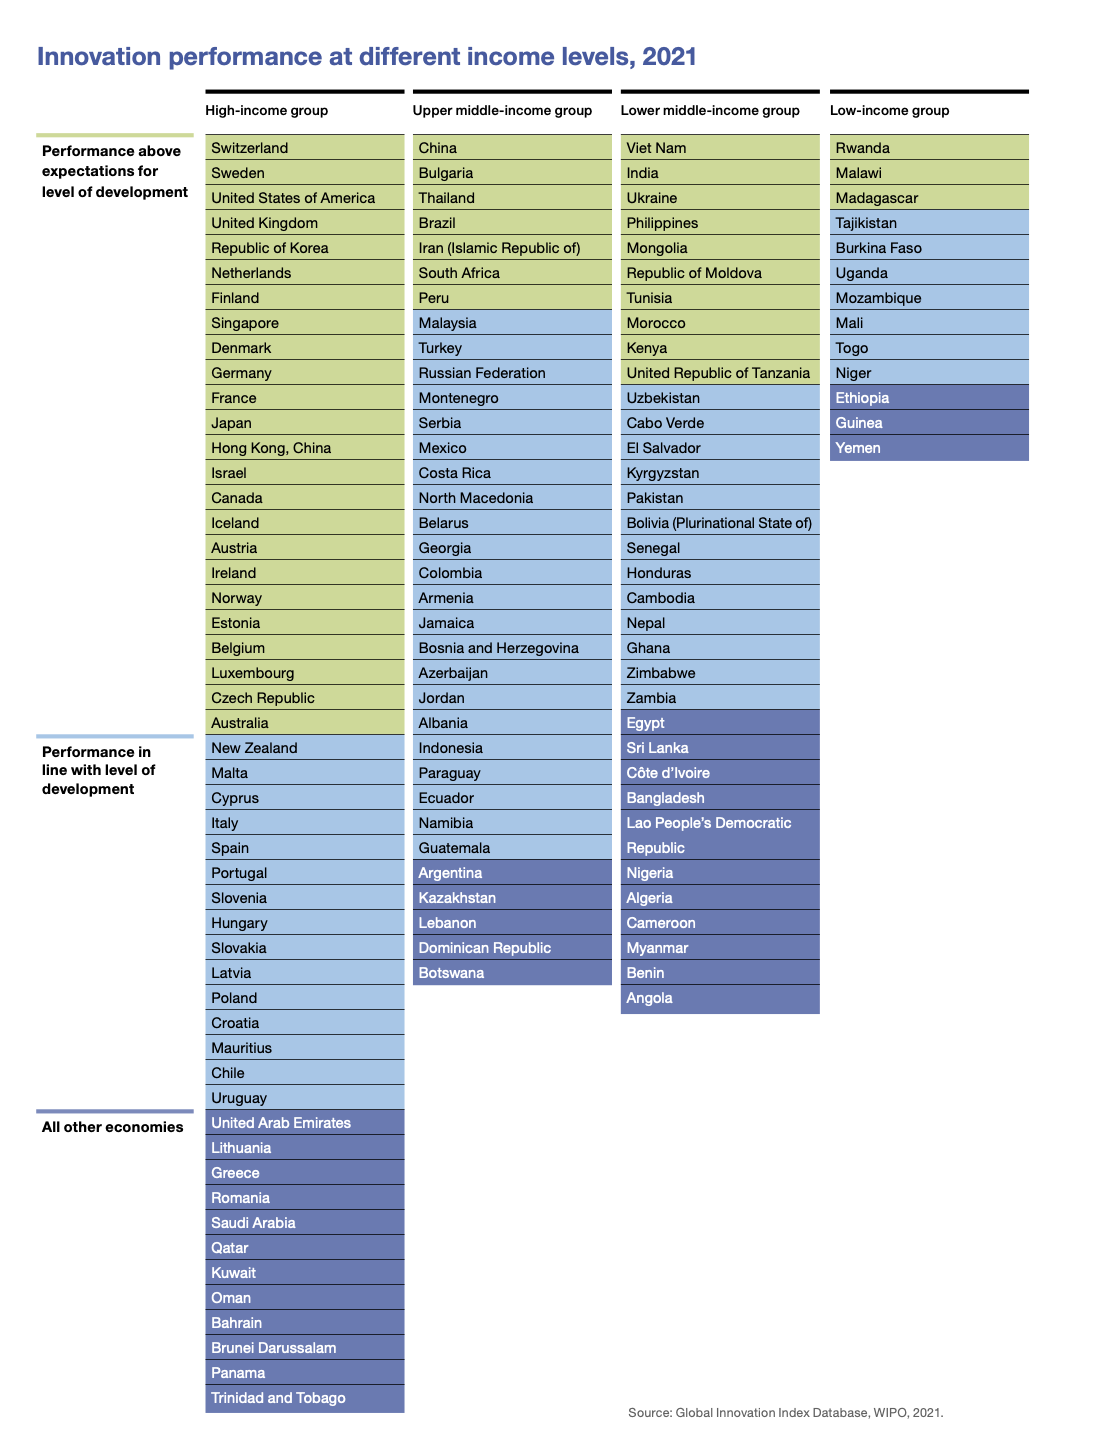 Innovation performance at different income levels, 2021
High-income group
Upper middle-income group
Lower middle-income group
Low-income group
Performance above
expectations for
level of development
Performance in
line with level of
development
All other economies
Switzerland
Sweden
United States of America
United Kingdom
Republic of Korea
Netherlands
Finland
Singapore
Denmark
Germany
France
Japan
Hong Kong, China
Israel
Canada
Iceland
Austria
Ireland
Norway
Estonia
Belgium
Luxembourg
Czech Republic
Australia
New Zealand
Malta
Cyprus
Italy
Spain
Portugal
Slovenia
Hungary
Slovakia
Latvia
Poland
Croatia
Mauritius
Chile
Uruguay
United Arab Emirates
Lithuania
Greece
Romania
Saudi Arabia
Qatar
Kuwait
Oman
Bahrain
Brunei Darussalam
Panama
Trinidad and Tobago
China
Bulgaria
Thailand
Brazil
Iran (Islamic Republic of)
South Africa
Peru
Malaysia
Turkey
Russian Federation
Montenegro
Serbia
Mexico
Costa Rica
North Macedonia
Belarus
Georgia
Colombia
Armenia
Jamaica
Bosnia and Herzegovina
Azerbaijan
Jordan
Albania
Indonesia
Paraguay
Ecuador
Namibia
Guatemala
Argentina
Kazakhstan
Lebanon
Dominican Republic
Botswana
Viet Nam
India
Ukraine
Philippines
Mongolia
Republic of Moldova
Tunisia
Morocco
Kenya
United Republic of Tanzania
Uzbekistan
Cabo Verde
El Salvador
Kyrgyzstan
Pakistan
Bolivia (Plurinational State of)
Senegal
Honduras
Cambodia
Nepal
Ghana
Zimbabwe
Zambia
Egypt
Sri Lanka
Côte d’Ivoire
Bangladesh
Lao People’s Democratic
Republic
Nigeria
Algeria
Cameroon
Myanmar
Benin
Angola
Rwanda
Malawi
Madagascar
Tajikistan
Burkina Faso
Uganda
Mozambique
Mali
Togo
Niger
Ethiopia
Guinea
Yemen
Source: Global Innovation Index Database, WIPO, 2021.